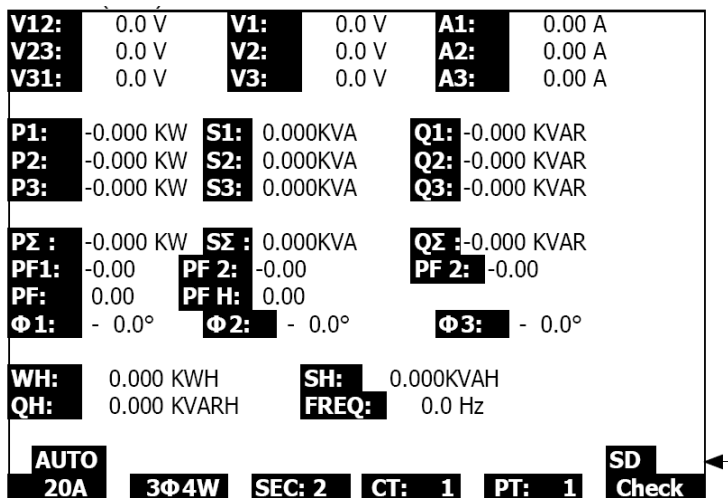 V12: 0.0 V V1: 0.0 V A1: 0.00 A
V23: 0.0 V V2: 0.0 V A2: 0.00 A
V31: 0.0 V V3: 0.0 V A3: 0.00 A
P1: -0.000 KW S1: 0.000KVA Q1: -0.000 KVAR
P2: -0.000 KW S2: 0.000KVA Q2: -0.000 KVAR
P3: -0.000 KW S3: 0.000KVA Q3: -0.000 KVAR
PΣ : -0.000 KW SΣ : 0.000KVA QΣ :-0.000 KVAR
PF1: -0.00 PF 2: -0.00 PF 2: -0.00
PF: 0.00 PF H: 0.00
Φ1: - 0.0° Φ2: - 0.0° Φ3: - 0.0°
WH: 0.000 KWH SH: 0.000KVAH
QH: 0.000 KVARH FREQ: 0.0 Hz
AUTO SD
20A 3Φ4W SEC: 2 CT: 1 PT: 1 Check